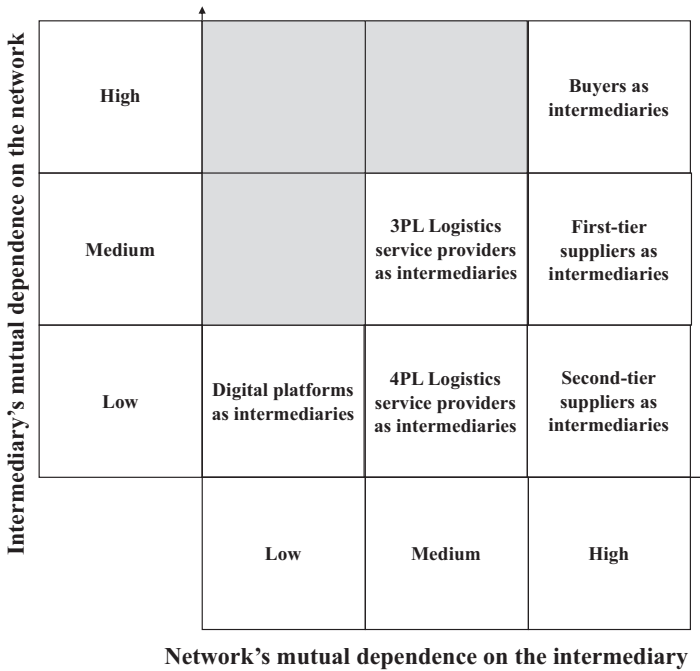 Intermediary's mutual dependence on the network
High
Buyers as
intermediaries
Medium
3PL Logistics
service providers
as intermediaries
First-tier
suppliers as
intermediaries
Low
Digital platforms
as intermediaries
4PL Logistics
service providers
as intermediaries
Second-tier
suppliers as
intermediaries
Low
Medium
High
Network's mutual dependence on the intermediary